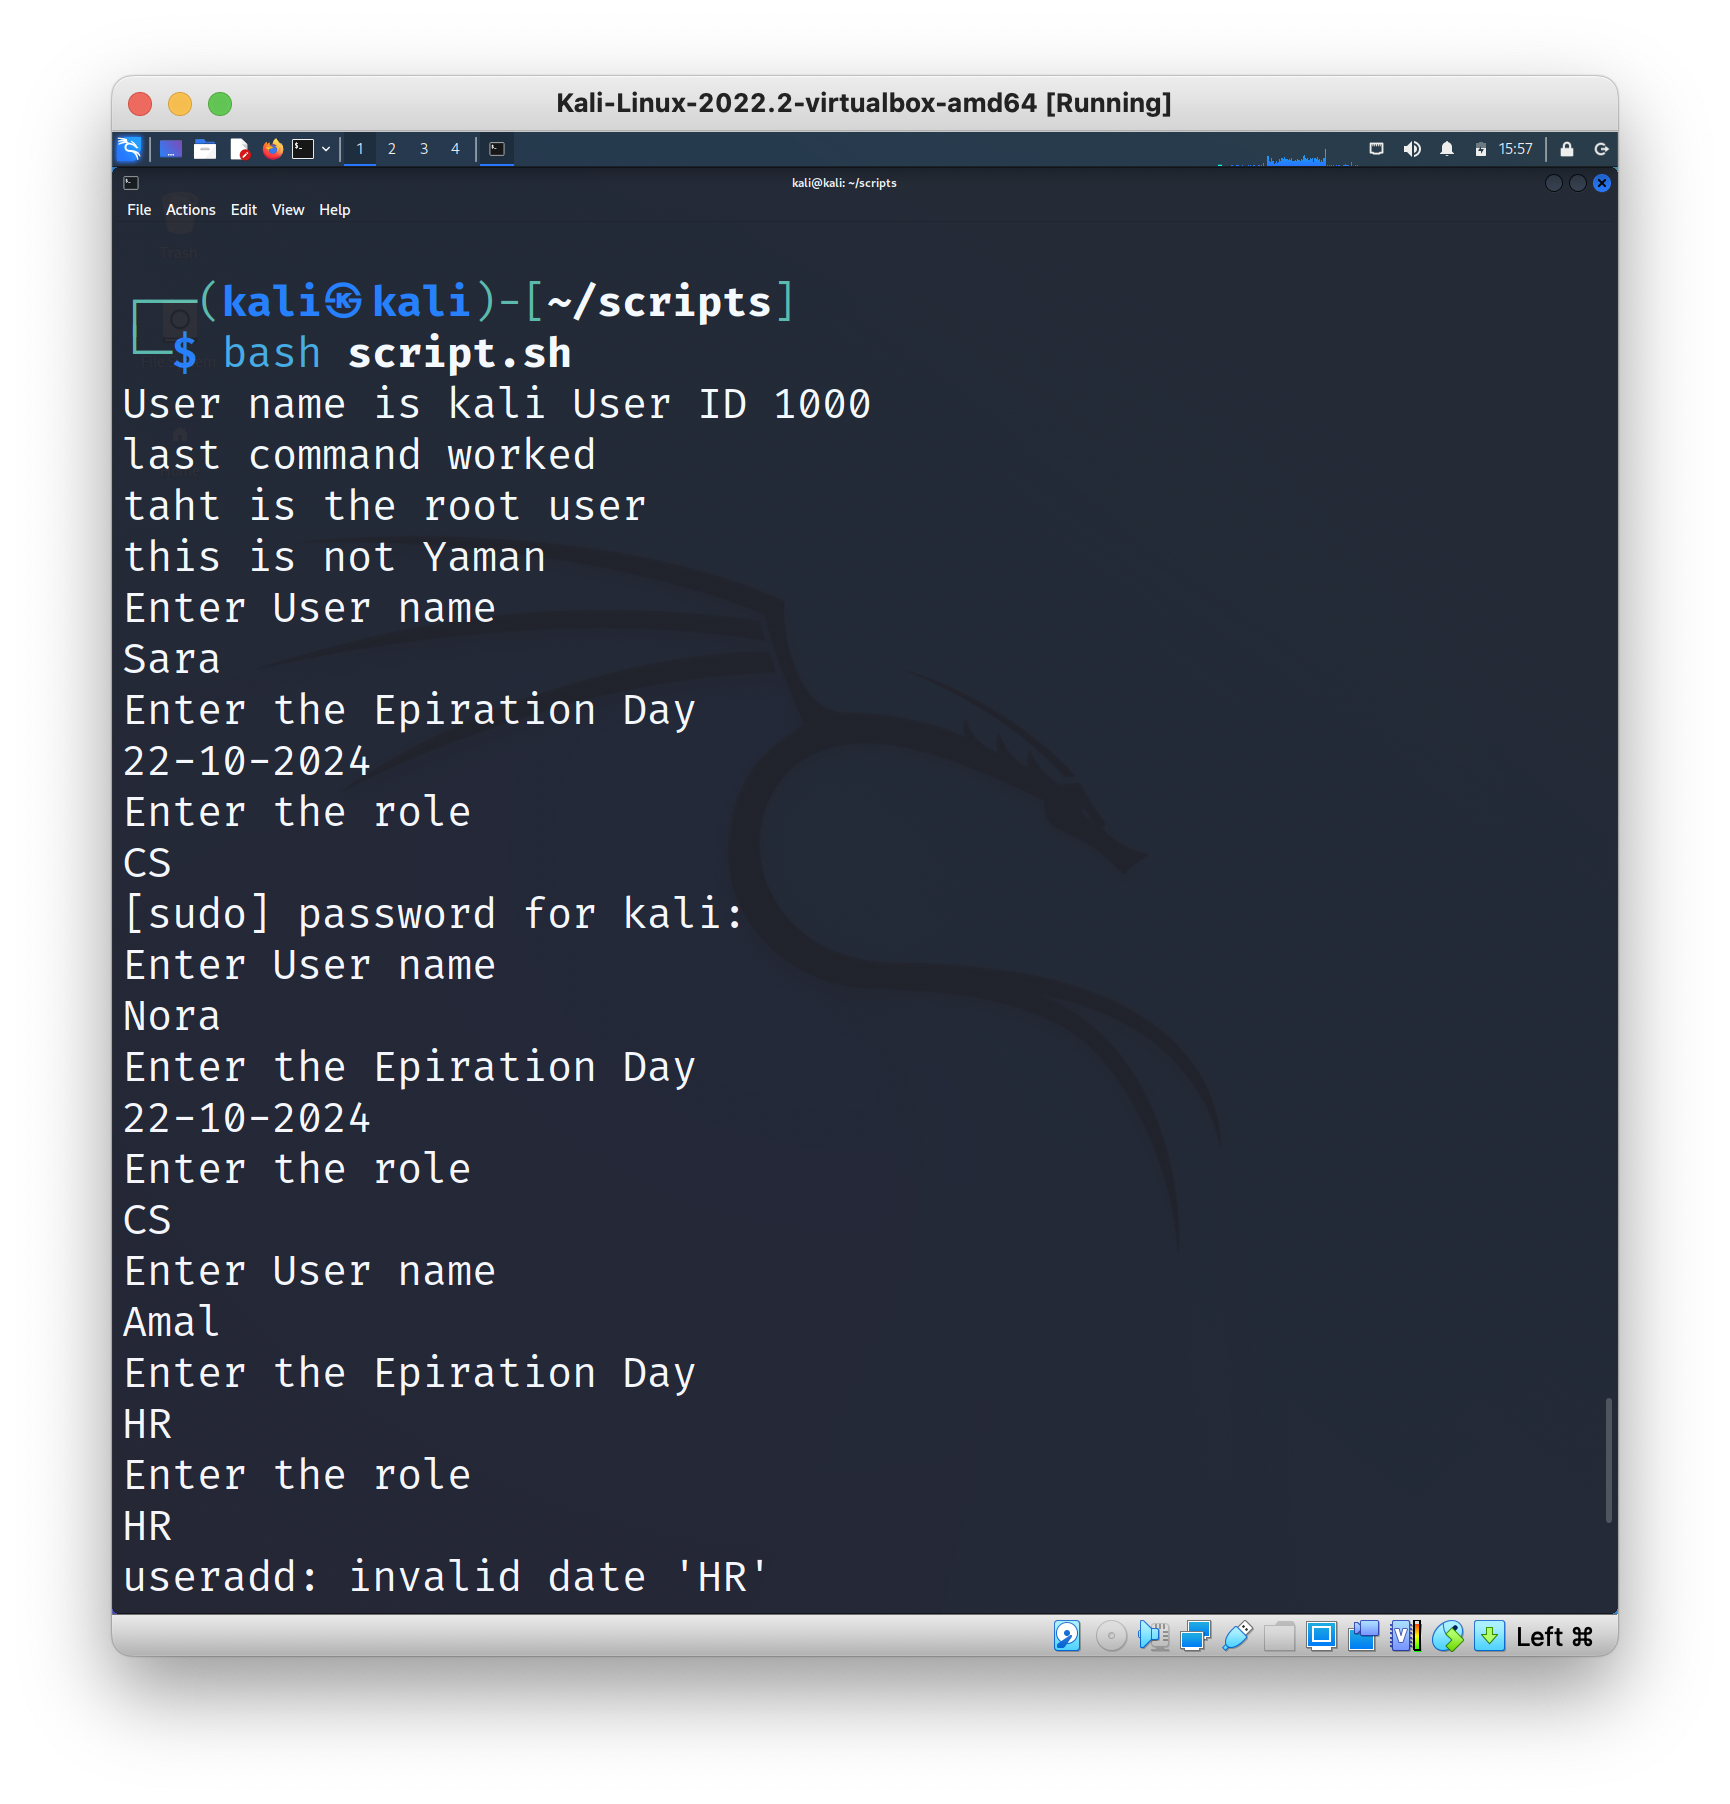 Kali-Linux-2022.2-virtualbox-amd64 [Running]
1 2 3 4 15:57
kali@kali: ~/scripts
File Actions Edit View Help
Trash
(kali㉿kali)-[~/scripts]
$ bash script.sh
User name is kali User ID 1000
last command worked
taht is the root user
this is not Yaman
Enter User name
Sara
Enter the Epiration Day
22-10-2024
Enter the role
CS
[sudo] password for kali:
Enter User name
Nora
Enter the Epiration Day
22-10-2024
Enter the role
CS
Enter User name
Amal
Enter the Epiration Day
HR
Enter the role
HR
useradd: invalid date 'HR'
Left ⌘